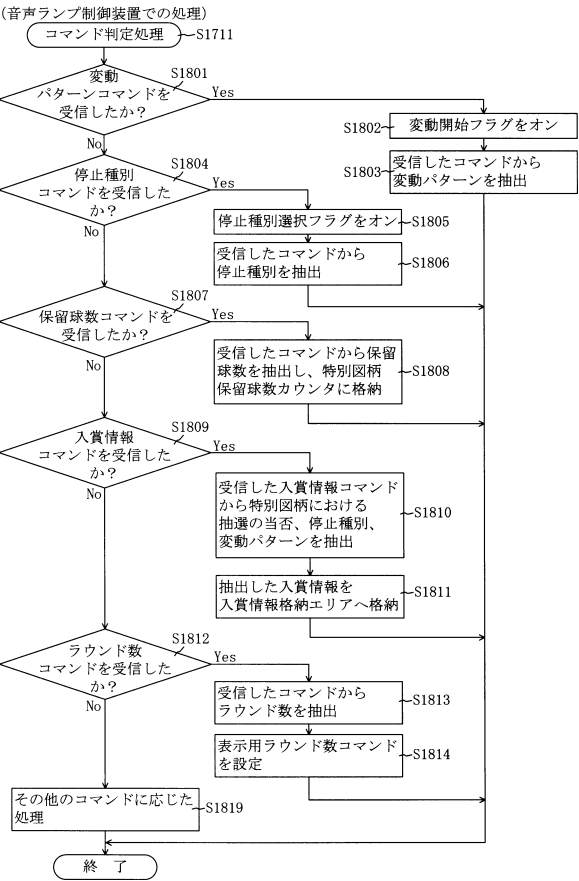 (音声ランプ制御装置での処理)
コマンド判定処理
S1711
変動
パターンコマンドを
受信したか?
S1801
Yes
No
S1802
変動開始フラグをオン
S1803
受信したコマンドから
変動パターンを抽出
停止種別
コマンドを受信した
か?
S1804
Yes
No
停止種別選択フラグをオン
S1805
受信したコマンドから
停止種別を抽出
S1806
保留球数コマンドを
受信したか?
S1807
Yes
No
受信したコマンドから保留
球数を抽出し、特別図柄
保留球数カウンタに格納
S1808
入賞情報
コマンドを受信した
か?
S1809
Yes
No
受信した入賞情報コマンド
から特別図柄における
抽選の当否、停止種別、
変動パターンを抽出
S1810
抽出した入賞情報を
入賞情報格納エリアへ格納
S1811
ラウンド数
コマンドを受信した
か?
S1812
Yes
No
受信したコマンドから
ラウンド数を抽出
S1813
表示用ラウンド数コマンド
を設定
S1814
その他のコマンドに応じた
処理
S1819
終 了